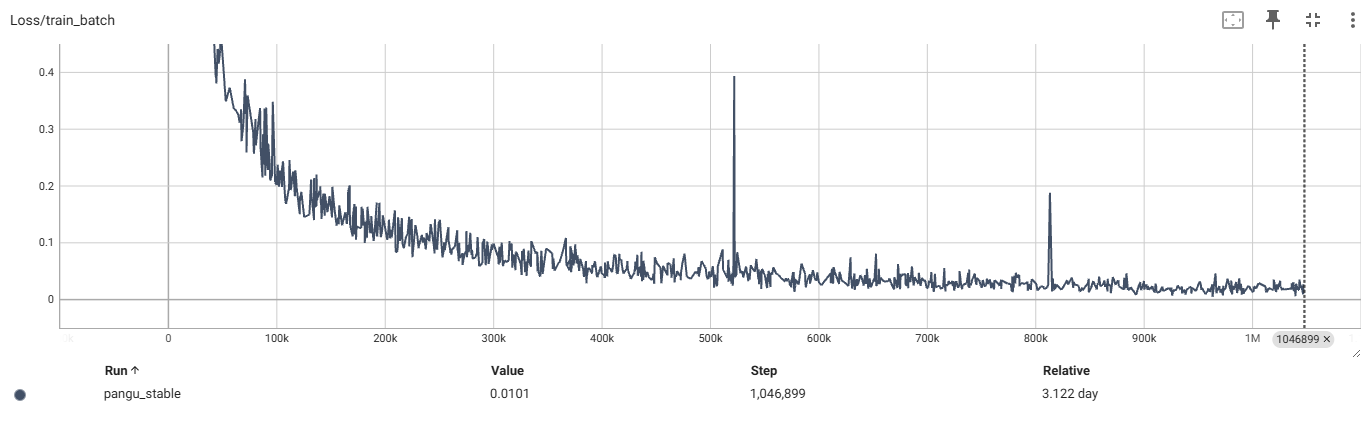 Loss/train_batch
0.4
0.3
0.2
0.1
0
0 100k 200k 300k 400k 500k 600k 700k 800k 900k 1M 1046899 ×
Run ↑ Value Step Relative
pangu_stable 0.0101 1,046,899 3.122 day